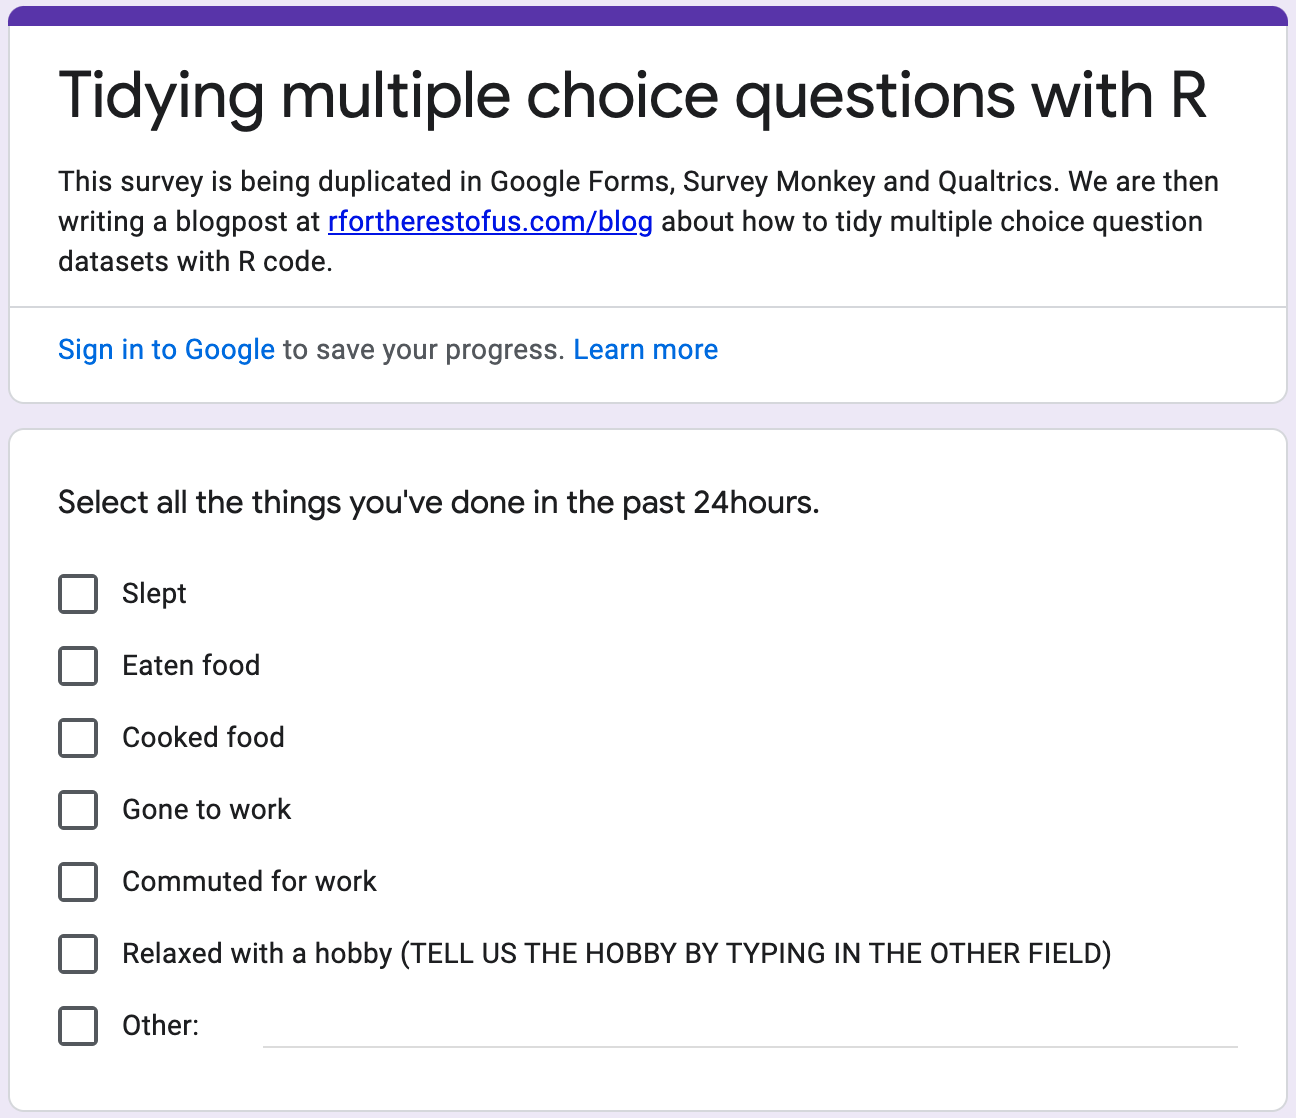 Tidying multiple choice questions with R
This survey is being duplicated in Google Forms, Survey Monkey and Qualtrics. We are then
writing a blogpost at rfortherestofus.com/blog about how to tidy multiple choice question
datasets with R code.
Sign in to Google to save your progress. Learn more
Select all the things you've done in the past 24hours.
Slept
Eaten food
Cooked food
Gone to work
Commuted for work
Relaxed with a hobby (TELL US THE HOBBY BY TYPING IN THE OTHER FIELD)
Other: